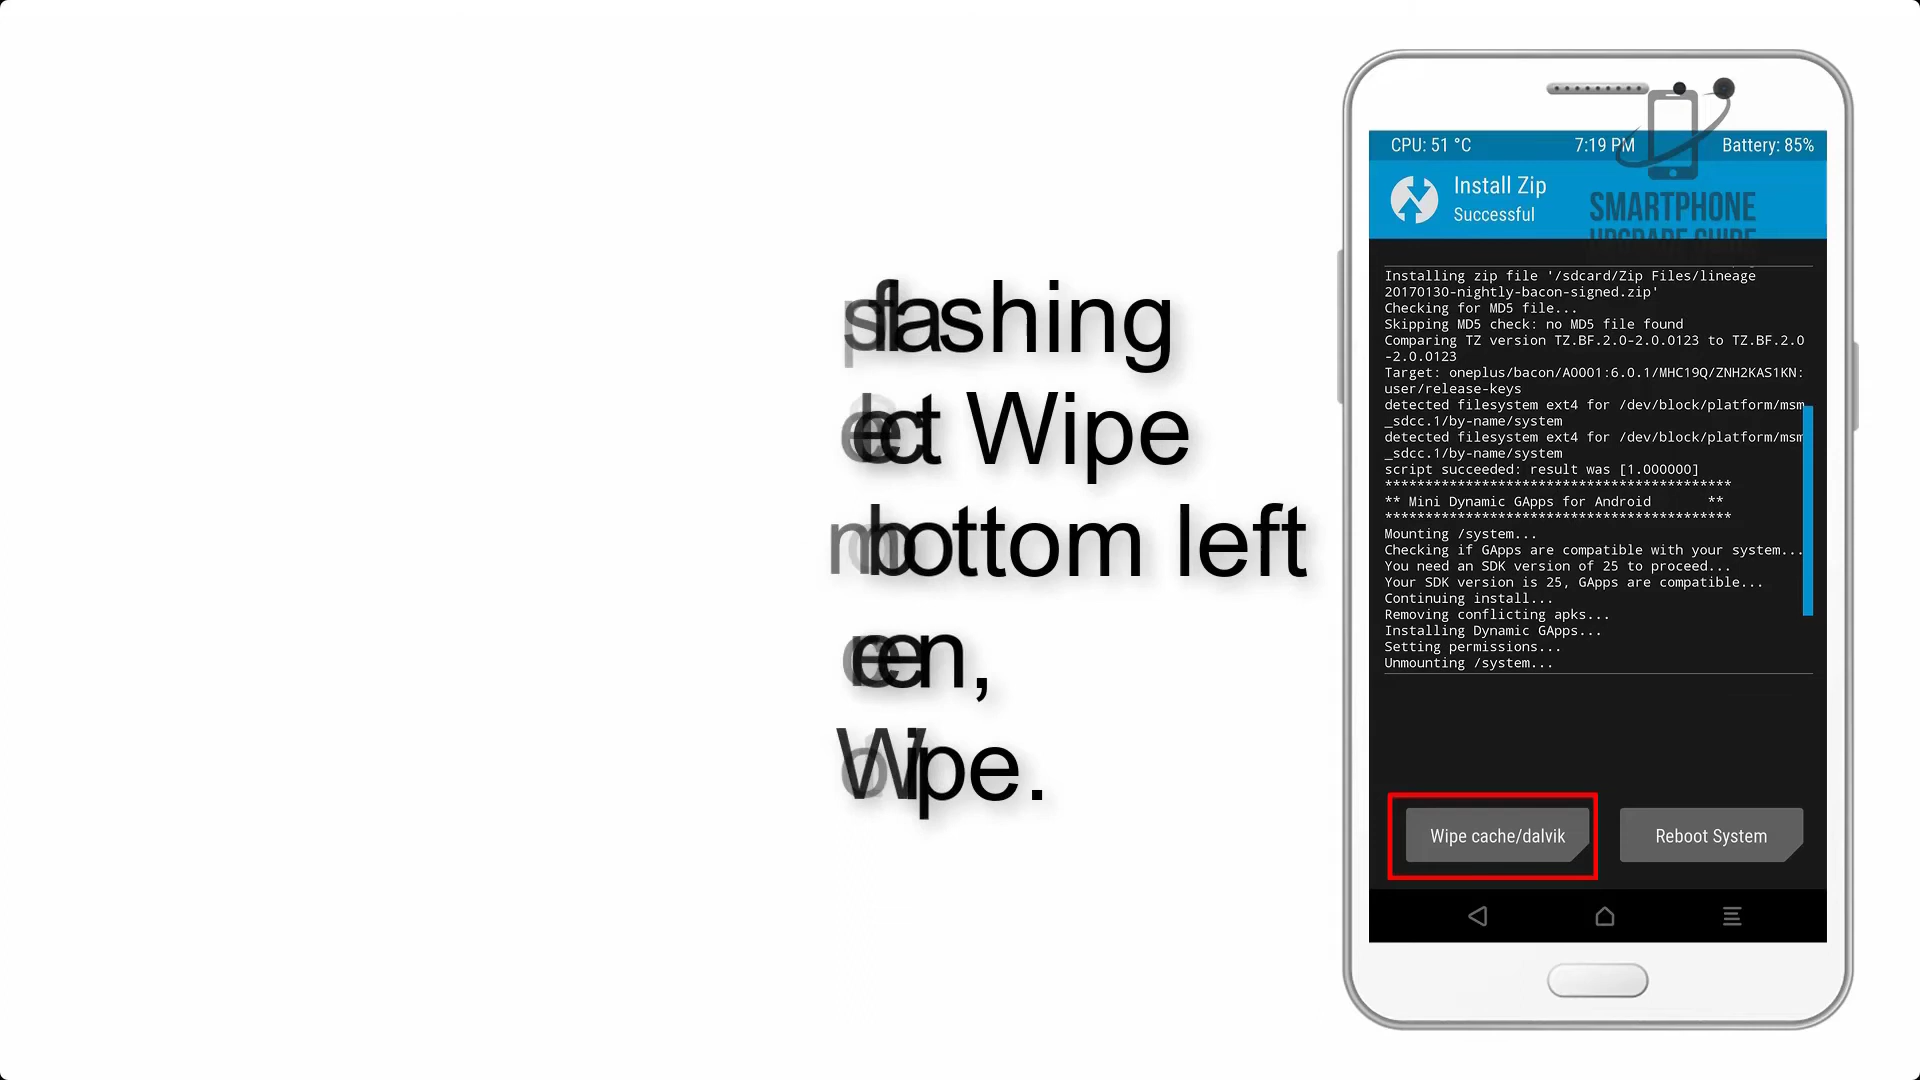 flashing
Wipe
bottom left
Wipe.
CPU: 51 °C 7:19 PM Battery: 85%
Install Zip
Successful
SMARTPHONE
UPGRADE GUIDE
Installing zip file '/sdcard/Zip Files/lineage
20170130-nightly-bacon-signed.zip'
Checking for MD5 file...
Skipping MD5 check: no MD5 file found
Comparing TZ version TZ.BF.2.0-2.0.0123 to TZ.BF.2.0
-2.0.0123
Target: oneplus/bacon/A0001:6.0.1/MHC19Q/ZNH2KAS1KN:
user/release-keys
detected filesystem ext4 for /dev/block/platform/msm
_sdcc.1/by-name/system
detected filesystem ext4 for /dev/block/platform/msm
_sdcc.1/by-name/system
script succeeded: result was [1.000000]
*******************************************
** Mini Dynamic GApps for Android **
*******************************************
Mounting /system...
Checking if GApps are compatible with your system...
You need an SDK version of 25 to proceed...
Your SDK version is 25, GApps are compatible...
Continuing install...
Removing conflicting apks...
Installing Dynamic GApps...
Setting permissions...
Unmounting /system...
Wipe cache/dalvik
Reboot System